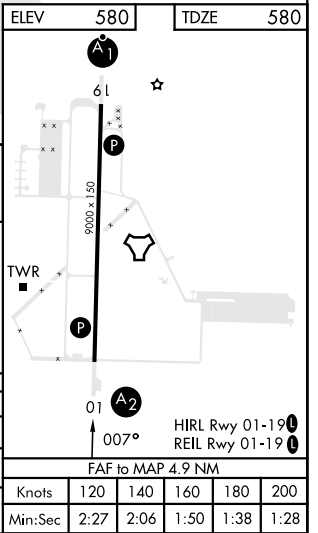 ELEV 580 TDZE 580
A1
19
P
9000 x 150
TWR
P
01 A2
007°
HIRL Rwy 01-19 L
REIL Rwy 01-19 L
FAF to MAP 4.9 NM
Knots 120 140 160 180 200
Min:Sec 2:27 2:06 1:50 1:38 1:28